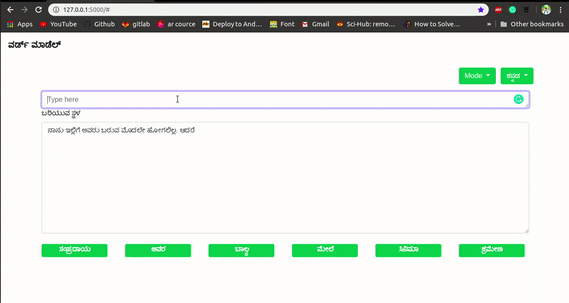 127.0.0.1:5000/#
Apps YouTube Github gitlab ar cource Deploy to And... Font Gmail Sci-Hub: remo... How to Solve... » Other bookmarks
ವರ್ಡ್ ಮಾಡೆಲ್
Mode ಕನ್ನಡ
Type here
ಬರಿಯುವ ಸ್ಥಳ
ನಾನು ಇಲ್ಲಿಗೆ ಅವರು ಬರುವ ಮೊದಲೇ ಹೋಗಲಿಲ್ಲ. ಆದರೆ
ಸಂಪ್ರದಾಯ ಅವರ ಬಾಲ್ಯ ಮೇಲೆ ಸಿನಿಮಾ ಕ್ರಮೇಣ